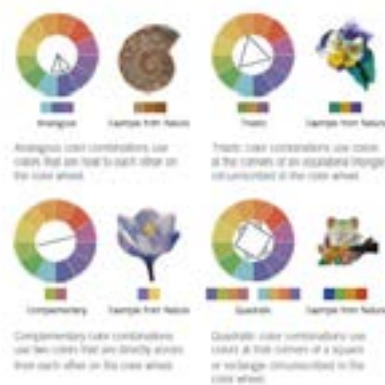 Analogous Example from Nature
Triadic Example from Nature
Analogous color combinations use
colors that are next to each other on
the color wheel.
Triadic color combinations use colors
at the corners of an equilateral triangle
circumscribed in the color wheel.
Complementary Example from Nature
Quadratic Example from Nature
Complementary color combinations
use two colors that are directly across
from each other on the color wheel.
Quadratic color combinations use
colors at the corners of a square
or rectangle circumscribed in the
color wheel.